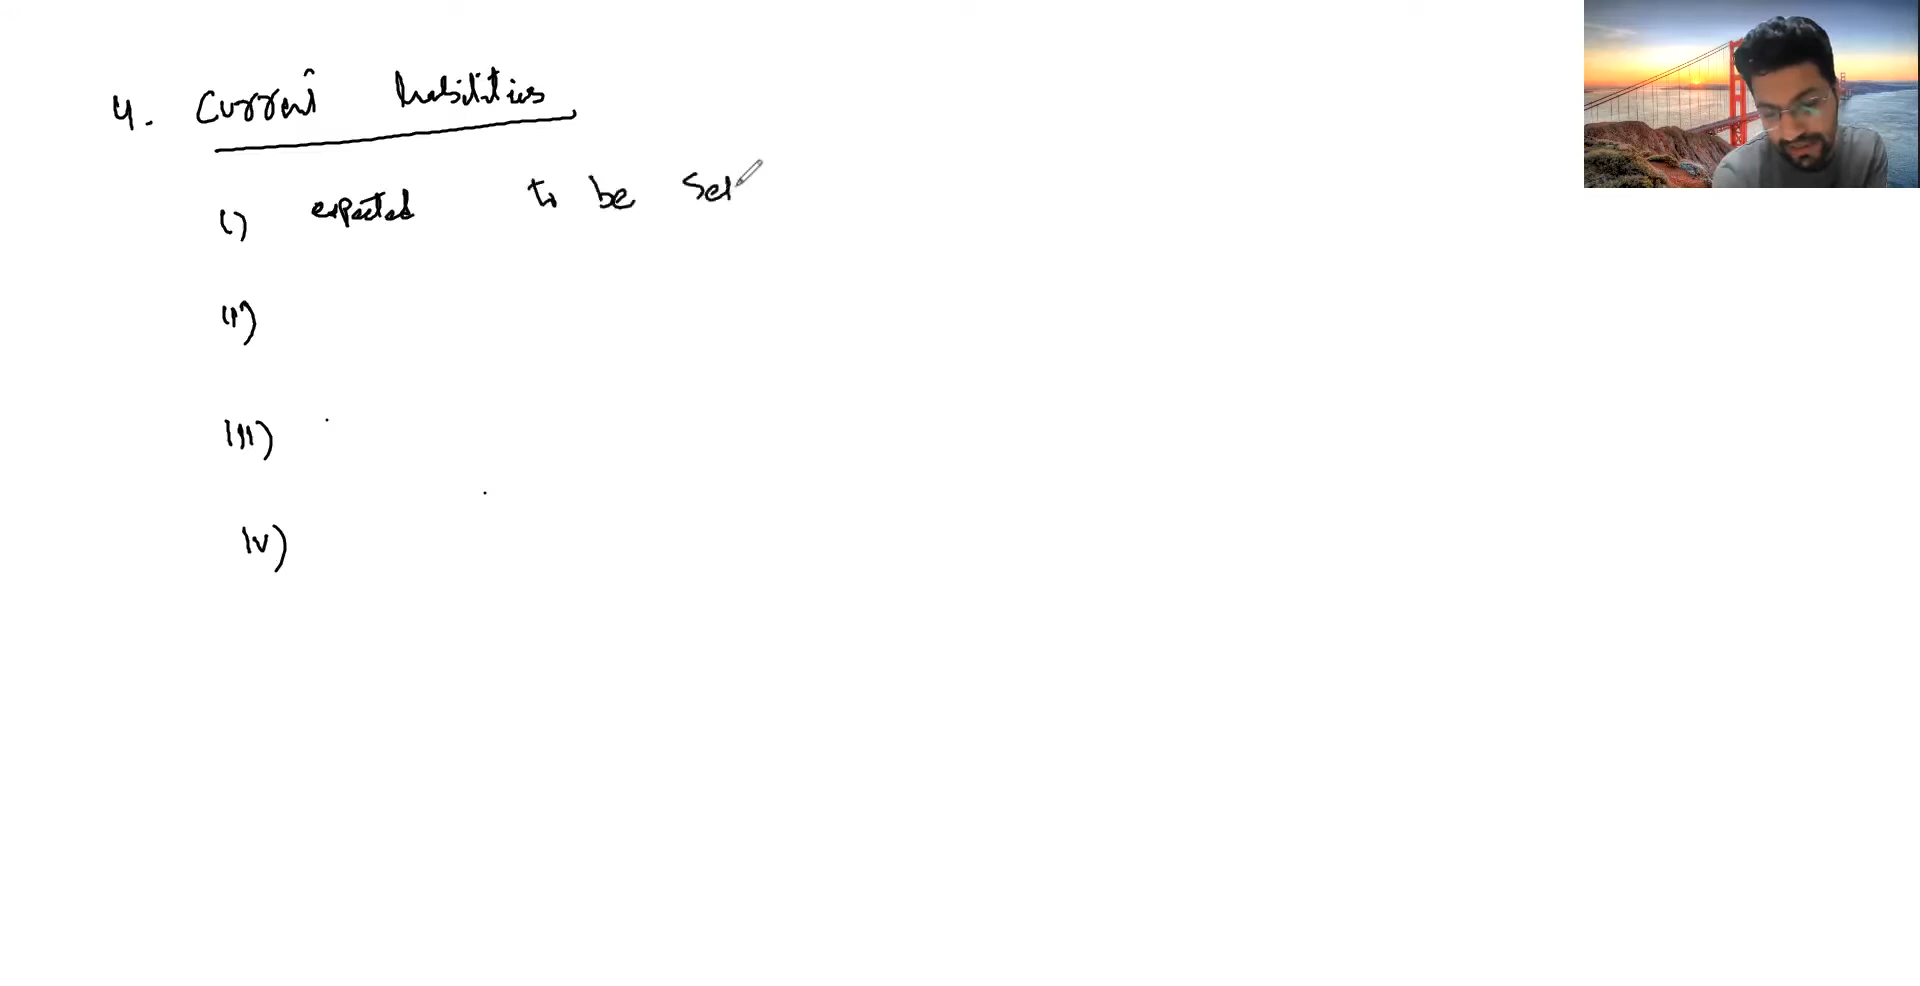 4. Current liabilities
i) expected to be set
ii)
iii)
iv)